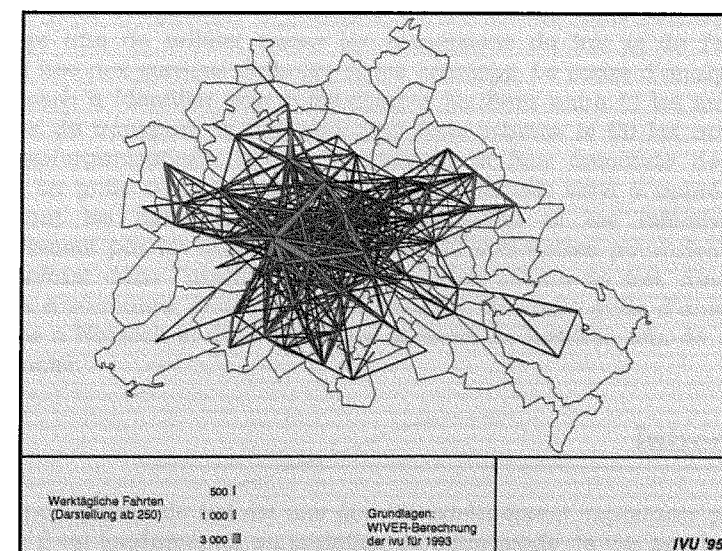 Werktägliche Fahrten
(Darstellung ab 250)
500
1 000
3 000
Grundlagen:
WIVER-Berechnung
der ivu für 1993
IVU '95